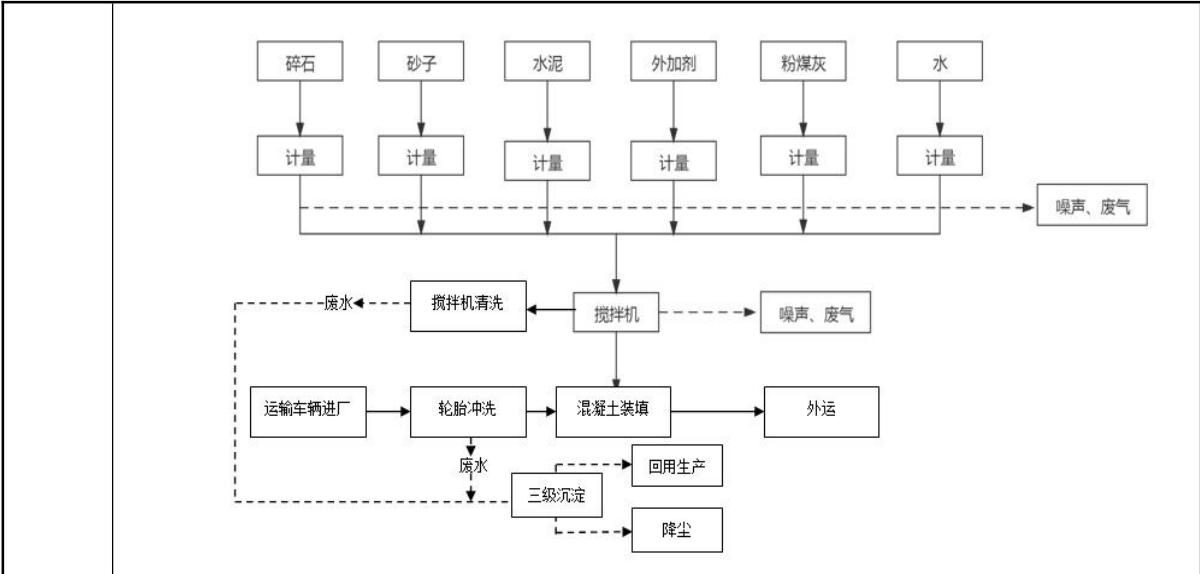 碎石 砂子 水泥 外加剂 粉煤灰 水
计量 计量 计量 计量 计量 计量
噪声、废气
废水 搅拌机清洗 搅拌机 噪声、废气
运输车辆进厂 轮胎冲洗 混凝土装填 外运
废水 回用生产
三级沉淀
降尘